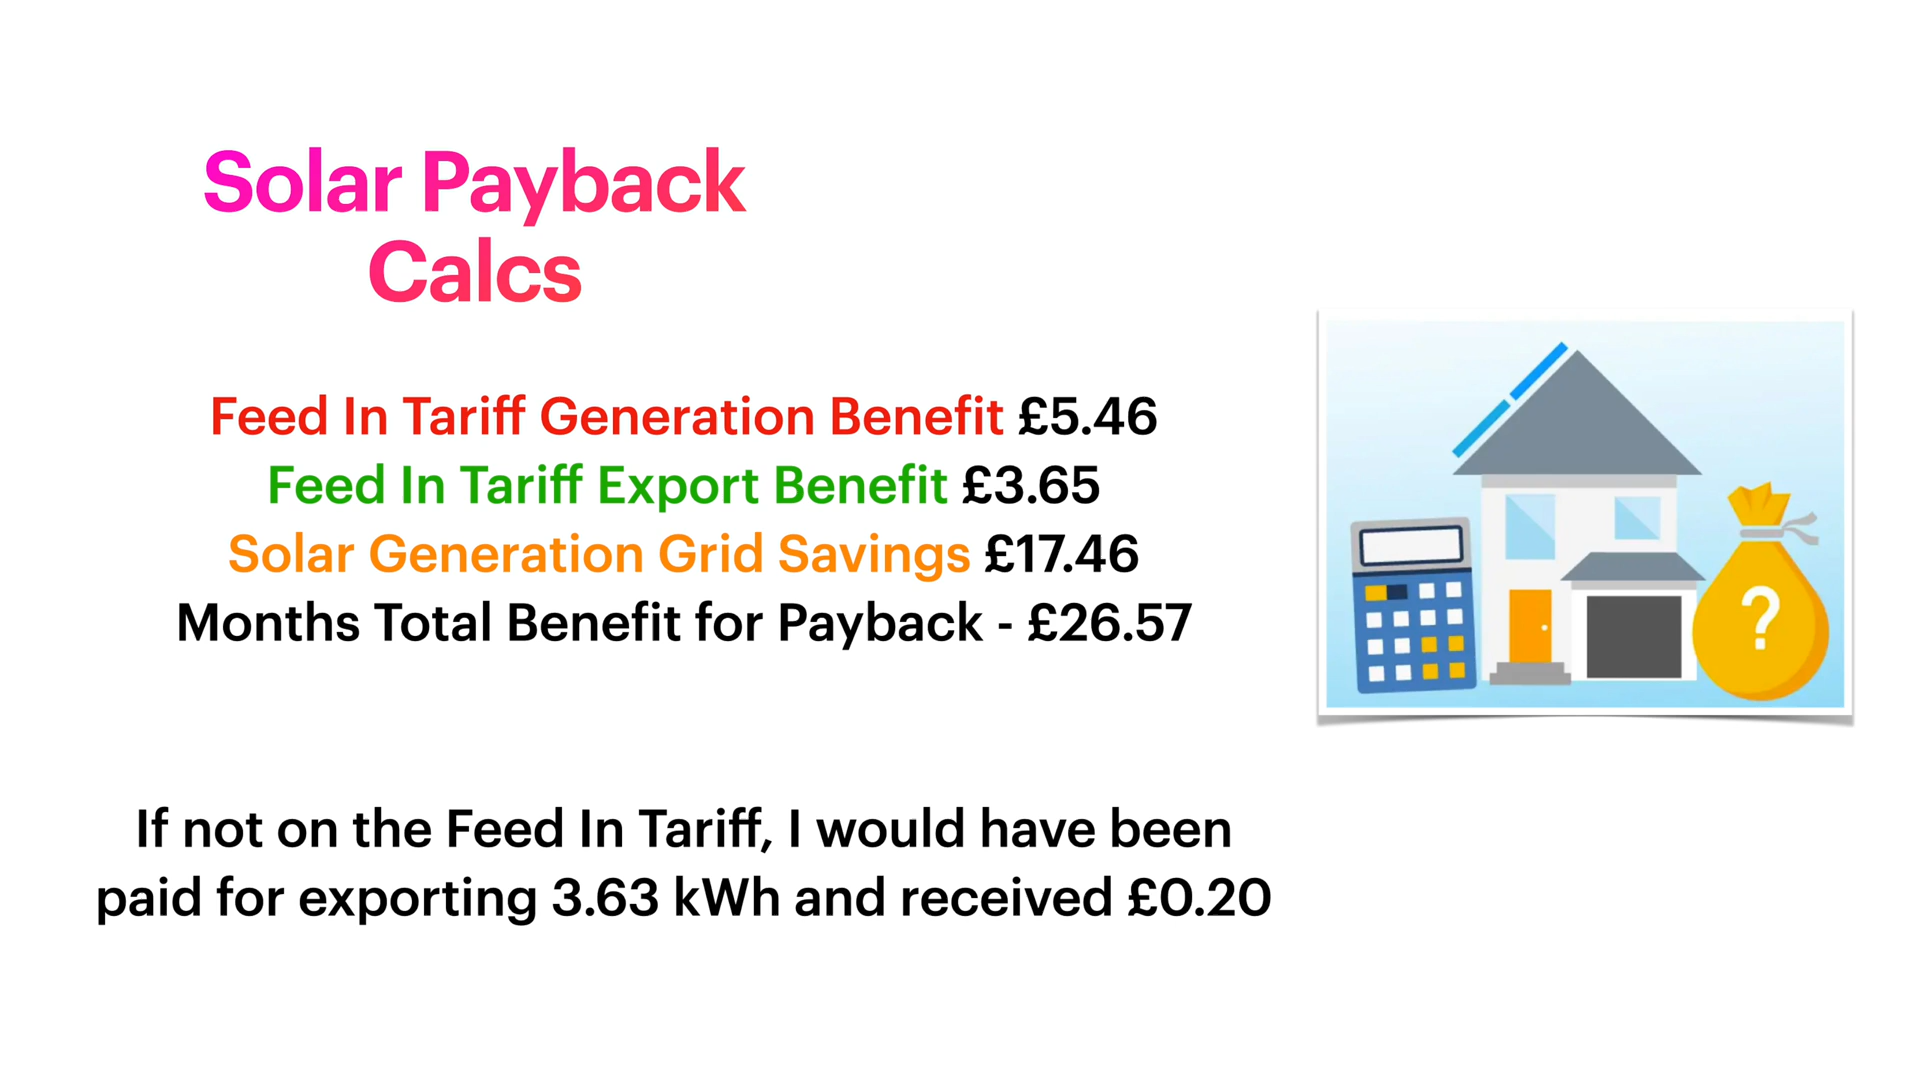 Solar Payback
Calcs
Feed In Tariff Generation Benefit £5.46
Feed In Tariff Export Benefit £3.65
Solar Generation Grid Savings £17.46
Months Total Benefit for Payback - £26.57
?
If not on the Feed In Tariff, I would have been
paid for exporting 3.63 kWh and received £0.20